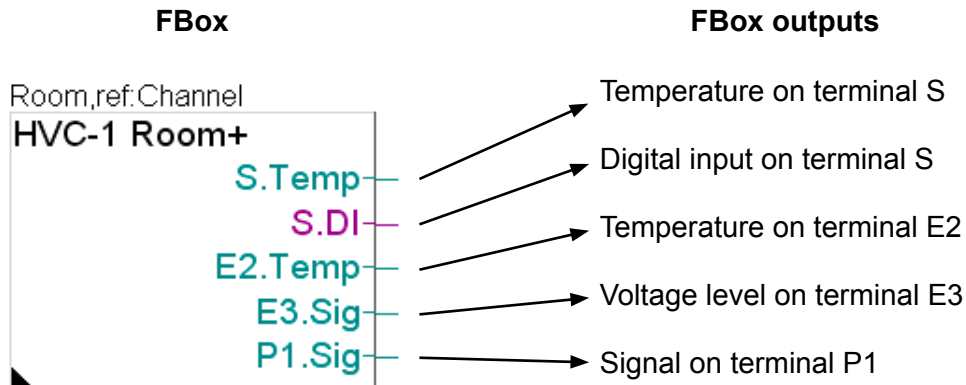 FBox
FBox outputs
Room,ref:Channel
HVC-1 Room+
S.Temp
Temperature on terminal S
S.DI
Digital input on terminal S
E2.Temp
Temperature on terminal E2
E3.Sig
Voltage level on terminal E3
P1.Sig
Signal on terminal P1